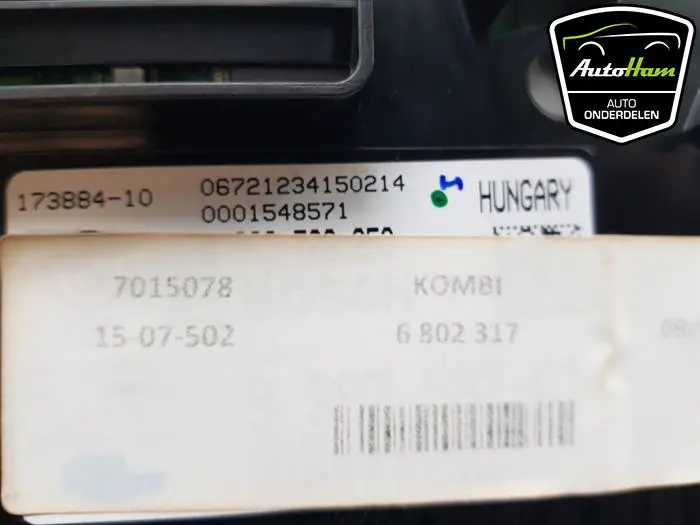 AutoHam
AUTO
ONDERDELEN
173884-10 06721234150214 HUNGARY
0001548571
7015078 KOMBI
15-07-502 6 802 317